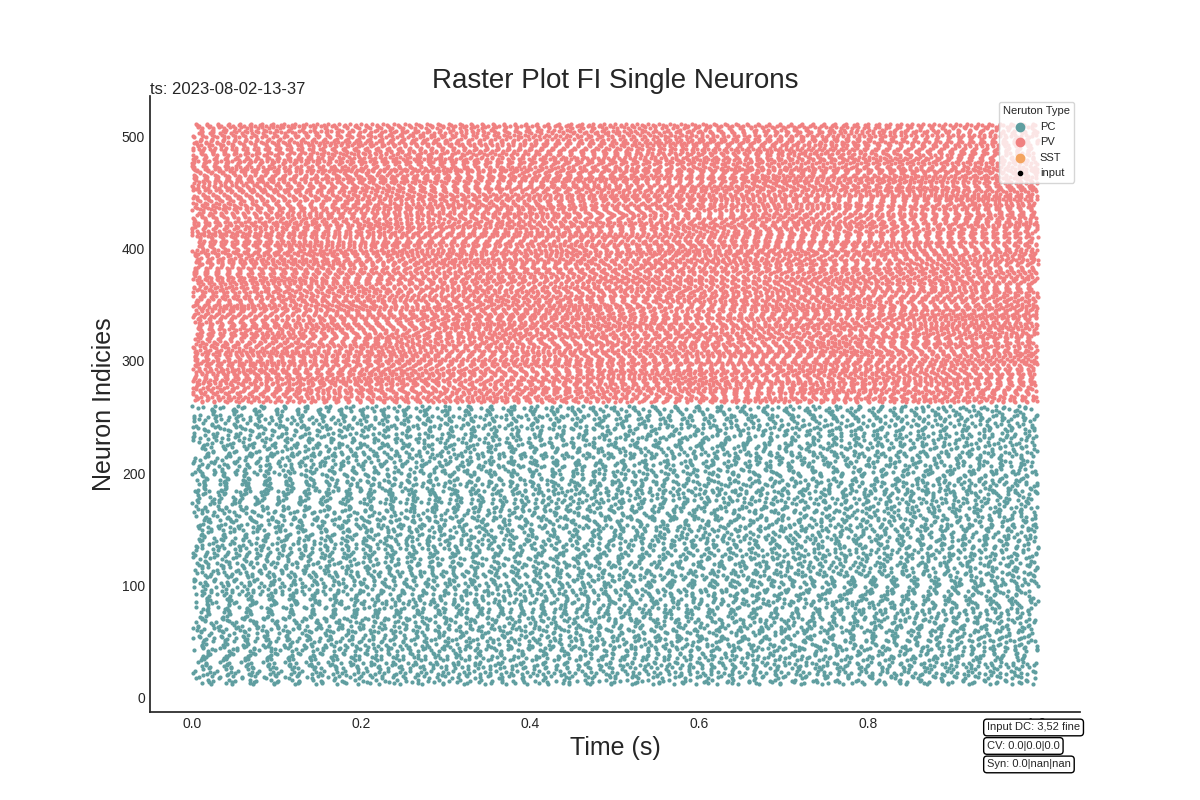 Raster Plot FI Single Neurons
ts: 2023-08-02-13-37
Neruton Type
PC
PV
SST
input
500
400
300
200
100
0
Neuron Indicies
0.0 0.2 0.4 0.6 0.8
Time (s)
Input DC: 3,52 fine
CV: 0.0|0.0|0.0
Syn: 0.0|nan|nan